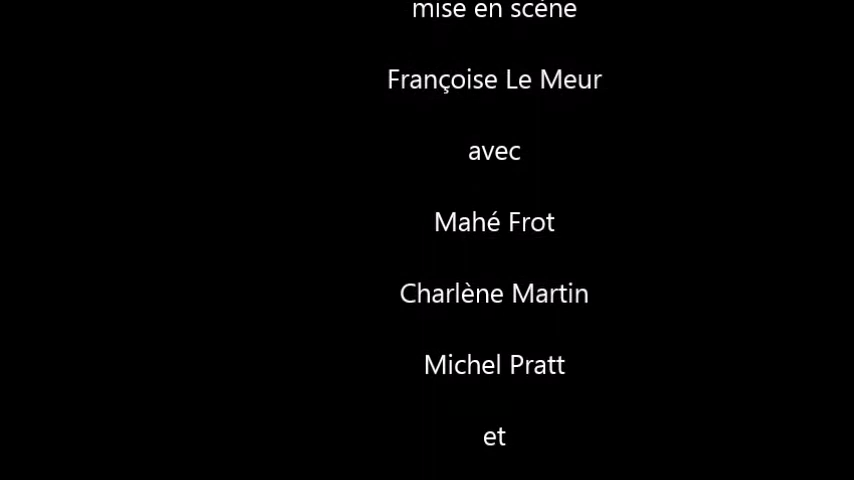 mise en scène
Françoise Le Meur
avec
Mahé Frot
Charlène Martin
Michel Pratt
et